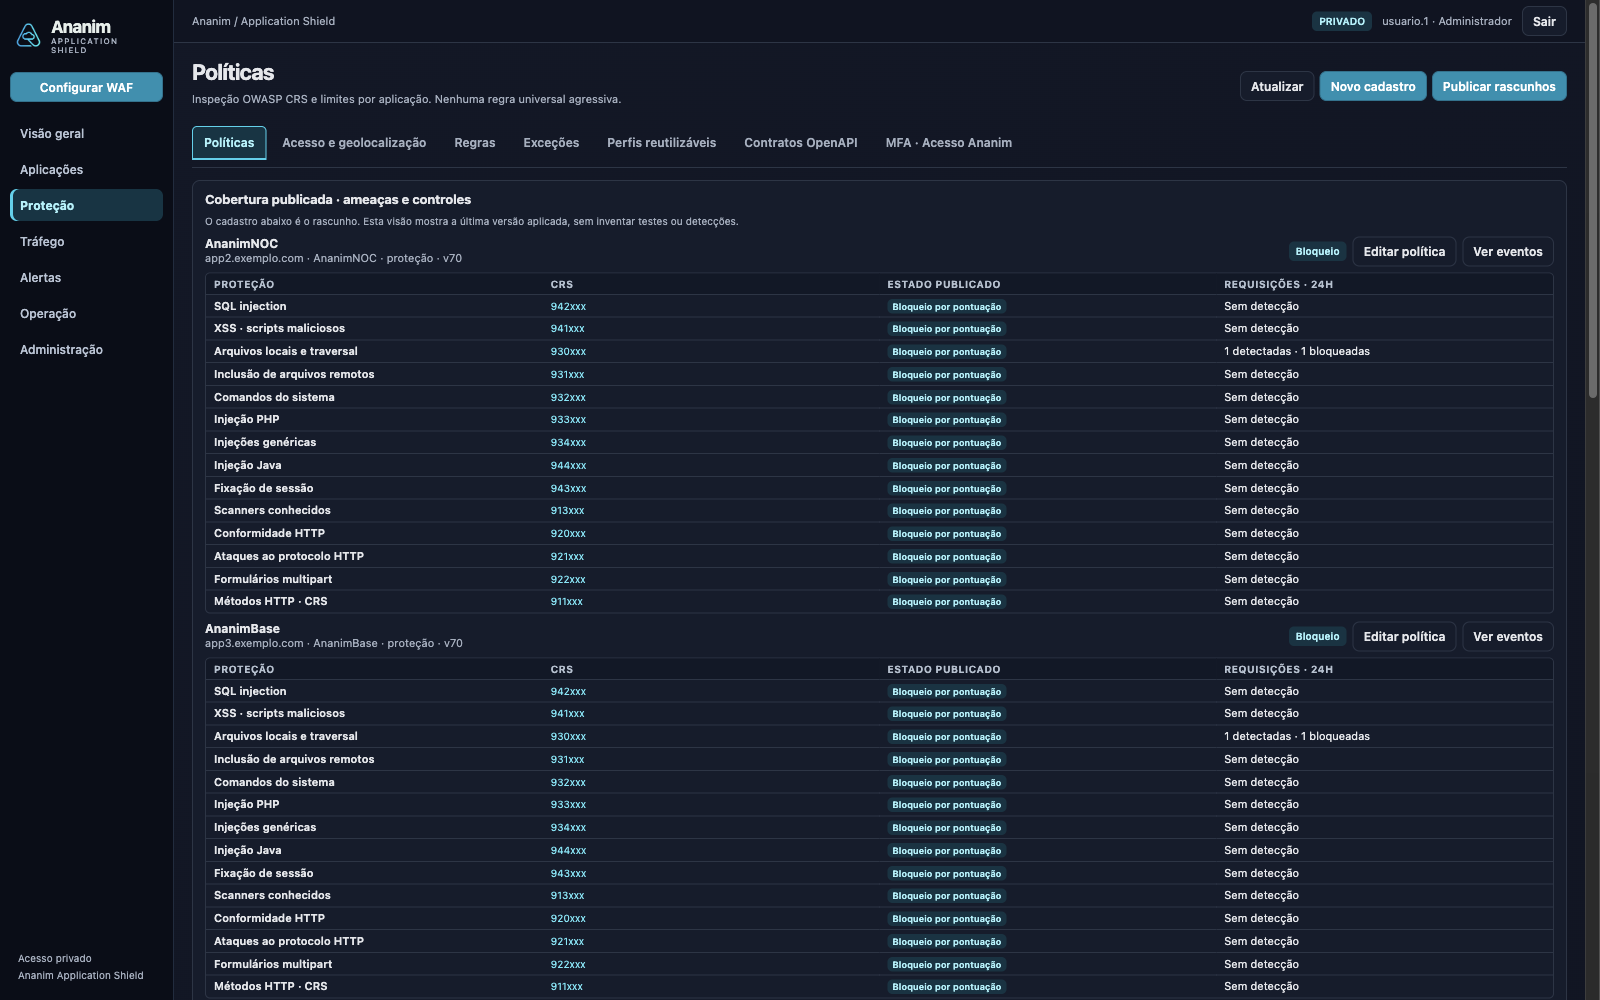 Ananim
APPLICATION
SHIELD
Configurar WAF
Visão geral
Aplicações
Proteção
Tráfego
Alertas
Operação
Administração
Acesso privado
Ananim Application Shield
Ananim / Application Shield
PRIVADO usuario.1 · Administrador Sair
Políticas
Inspeção OWASP CRS e limites por aplicação. Nenhuma regra universal agressiva.
Atualizar Novo cadastro Publicar rascunhos
Políticas Acesso e geolocalização Regras Exceções Perfis reutilizáveis Contratos OpenAPI MFA · Acesso Ananim
Cobertura publicada · ameaças e controles
O cadastro abaixo é o rascunho. Esta visão mostra a última versão aplicada, sem inventar testes ou detecções.
AnanimNOC
app2.exemplo.com · AnanimNOC · proteção · v70
Bloqueio Editar política Ver eventos
PROTEÇÃO CRS ESTADO PUBLICADO REQUISIÇÕES · 24H
SQL injection 942xxx Bloqueio por pontuação Sem detecção
XSS · scripts maliciosos 941xxx Bloqueio por pontuação Sem detecção
Arquivos locais e traversal 930xxx Bloqueio por pontuação 1 detectadas · 1 bloqueadas
Inclusão de arquivos remotos 931xxx Bloqueio por pontuação Sem detecção
Comandos do sistema 932xxx Bloqueio por pontuação Sem detecção
Injeção PHP 933xxx Bloqueio por pontuação Sem detecção
Injeções genéricas 934xxx Bloqueio por pontuação Sem detecção
Injeção Java 944xxx Bloqueio por pontuação Sem detecção
Fixação de sessão 943xxx Bloqueio por pontuação Sem detecção
Scanners conhecidos 913xxx Bloqueio por pontuação Sem detecção
Conformidade HTTP 920xxx Bloqueio por pontuação Sem detecção
Ataques ao protocolo HTTP 921xxx Bloqueio por pontuação Sem detecção
Formulários multipart 922xxx Bloqueio por pontuação Sem detecção
Métodos HTTP · CRS 911xxx Bloqueio por pontuação Sem detecção
AnanimBase
app3.exemplo.com · AnanimBase · proteção · v70
Bloqueio Editar política Ver eventos
PROTEÇÃO CRS ESTADO PUBLICADO REQUISIÇÕES · 24H
SQL injection 942xxx Bloqueio por pontuação Sem detecção
XSS · scripts maliciosos 941xxx Bloqueio por pontuação Sem detecção
Arquivos locais e traversal 930xxx Bloqueio por pontuação 1 detectadas · 1 bloqueadas
Inclusão de arquivos remotos 931xxx Bloqueio por pontuação Sem detecção
Comandos do sistema 932xxx Bloqueio por pontuação Sem detecção
Injeção PHP 933xxx Bloqueio por pontuação Sem detecção
Injeções genéricas 934xxx Bloqueio por pontuação Sem detecção
Injeção Java 944xxx Bloqueio por pontuação Sem detecção
Fixação de sessão 943xxx Bloqueio por pontuação Sem detecção
Scanners conhecidos 913xxx Bloqueio por pontuação Sem detecção
Conformidade HTTP 920xxx Bloqueio por pontuação Sem detecção
Ataques ao protocolo HTTP 921xxx Bloqueio por pontuação Sem detecção
Formulários multipart 922xxx Bloqueio por pontuação Sem detecção
Métodos HTTP · CRS 911xxx Bloqueio por pontuação Sem detecção